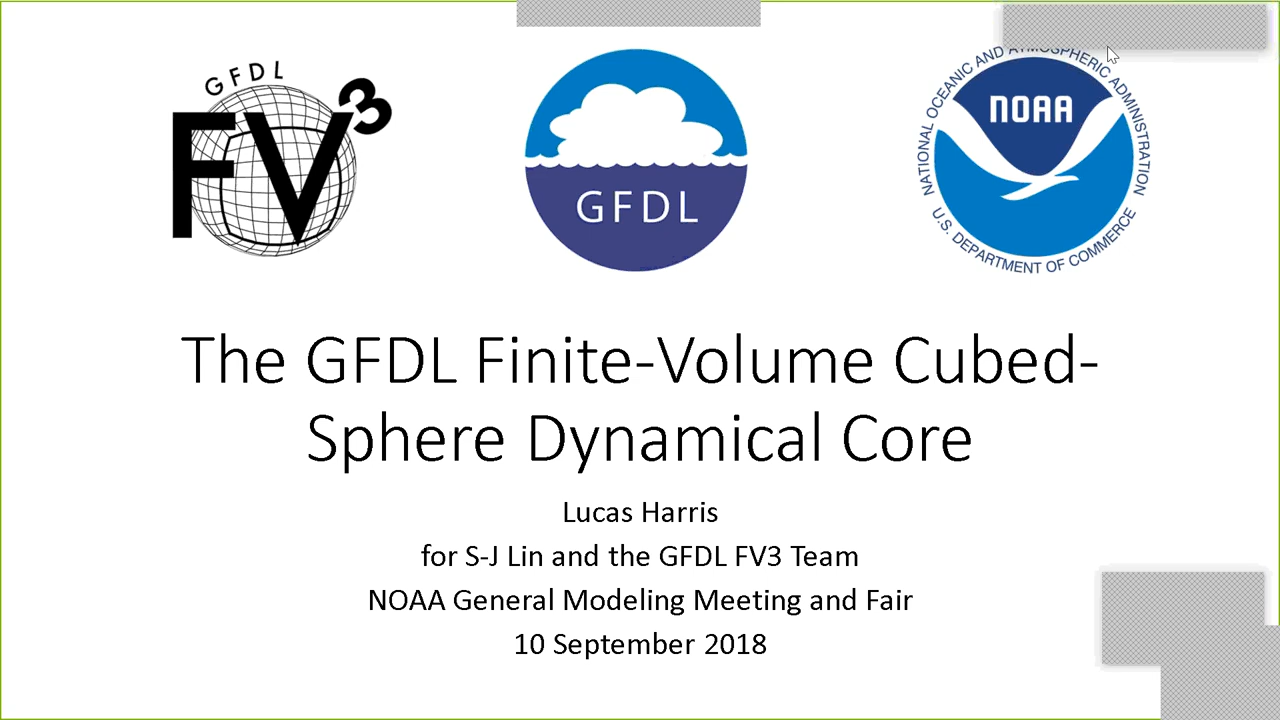 GFDL
FV3
GFDL
NOAA
NATIONAL OCEANIC AND ATMOSPHERIC ADMINISTRATION
U.S. DEPARTMENT OF COMMERCE
The GFDL Finite-Volume Cubed-
Sphere Dynamical Core
Lucas Harris
for S-J Lin and the GFDL FV3 Team
NOAA General Modeling Meeting and Fair
10 September 2018